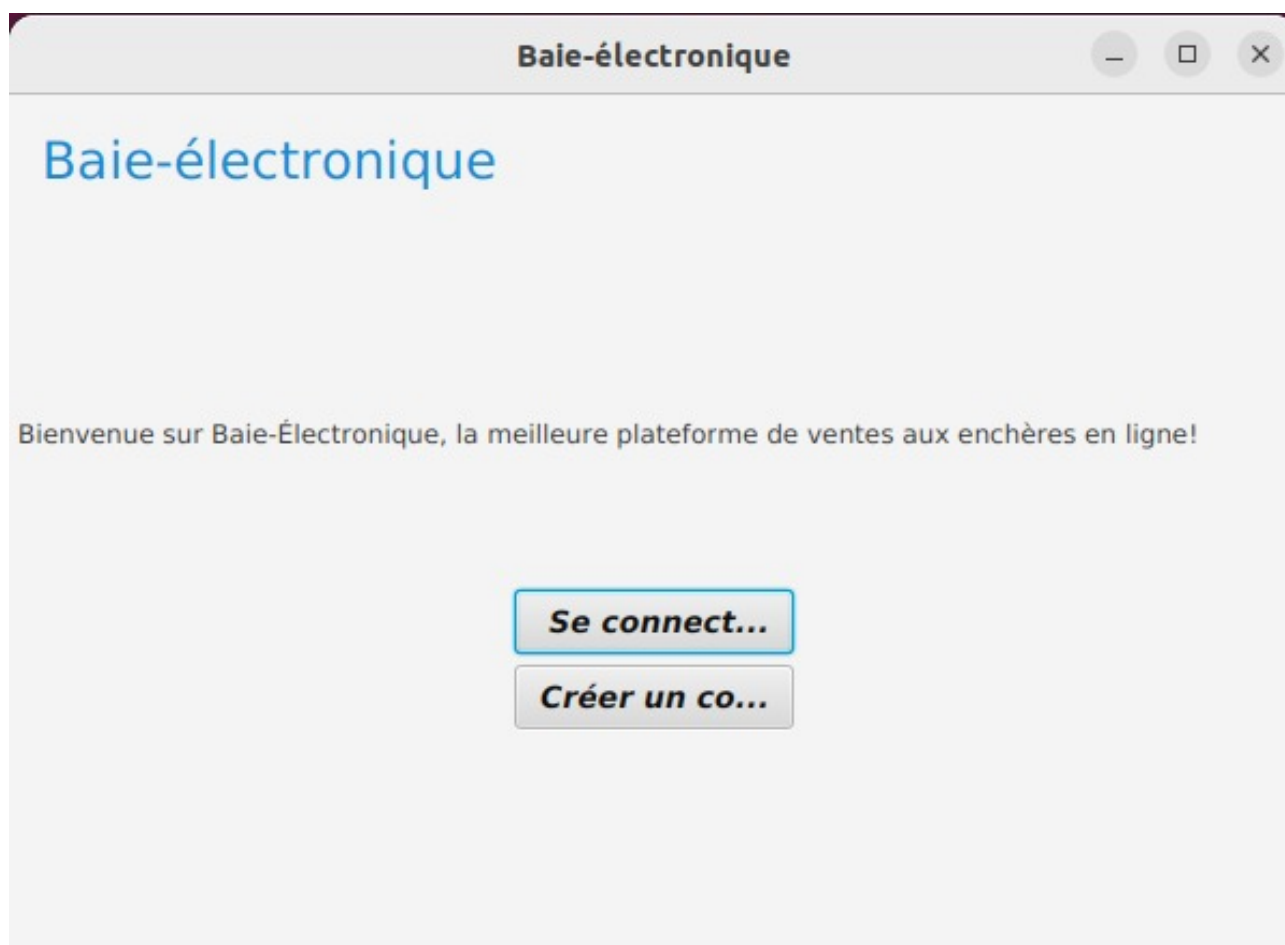 Baie-électronique
Baie-électronique
Bienvenue sur Baie-Électronique, la meilleure plateforme de ventes aux enchères en ligne!
Se connect...
Créer un co...